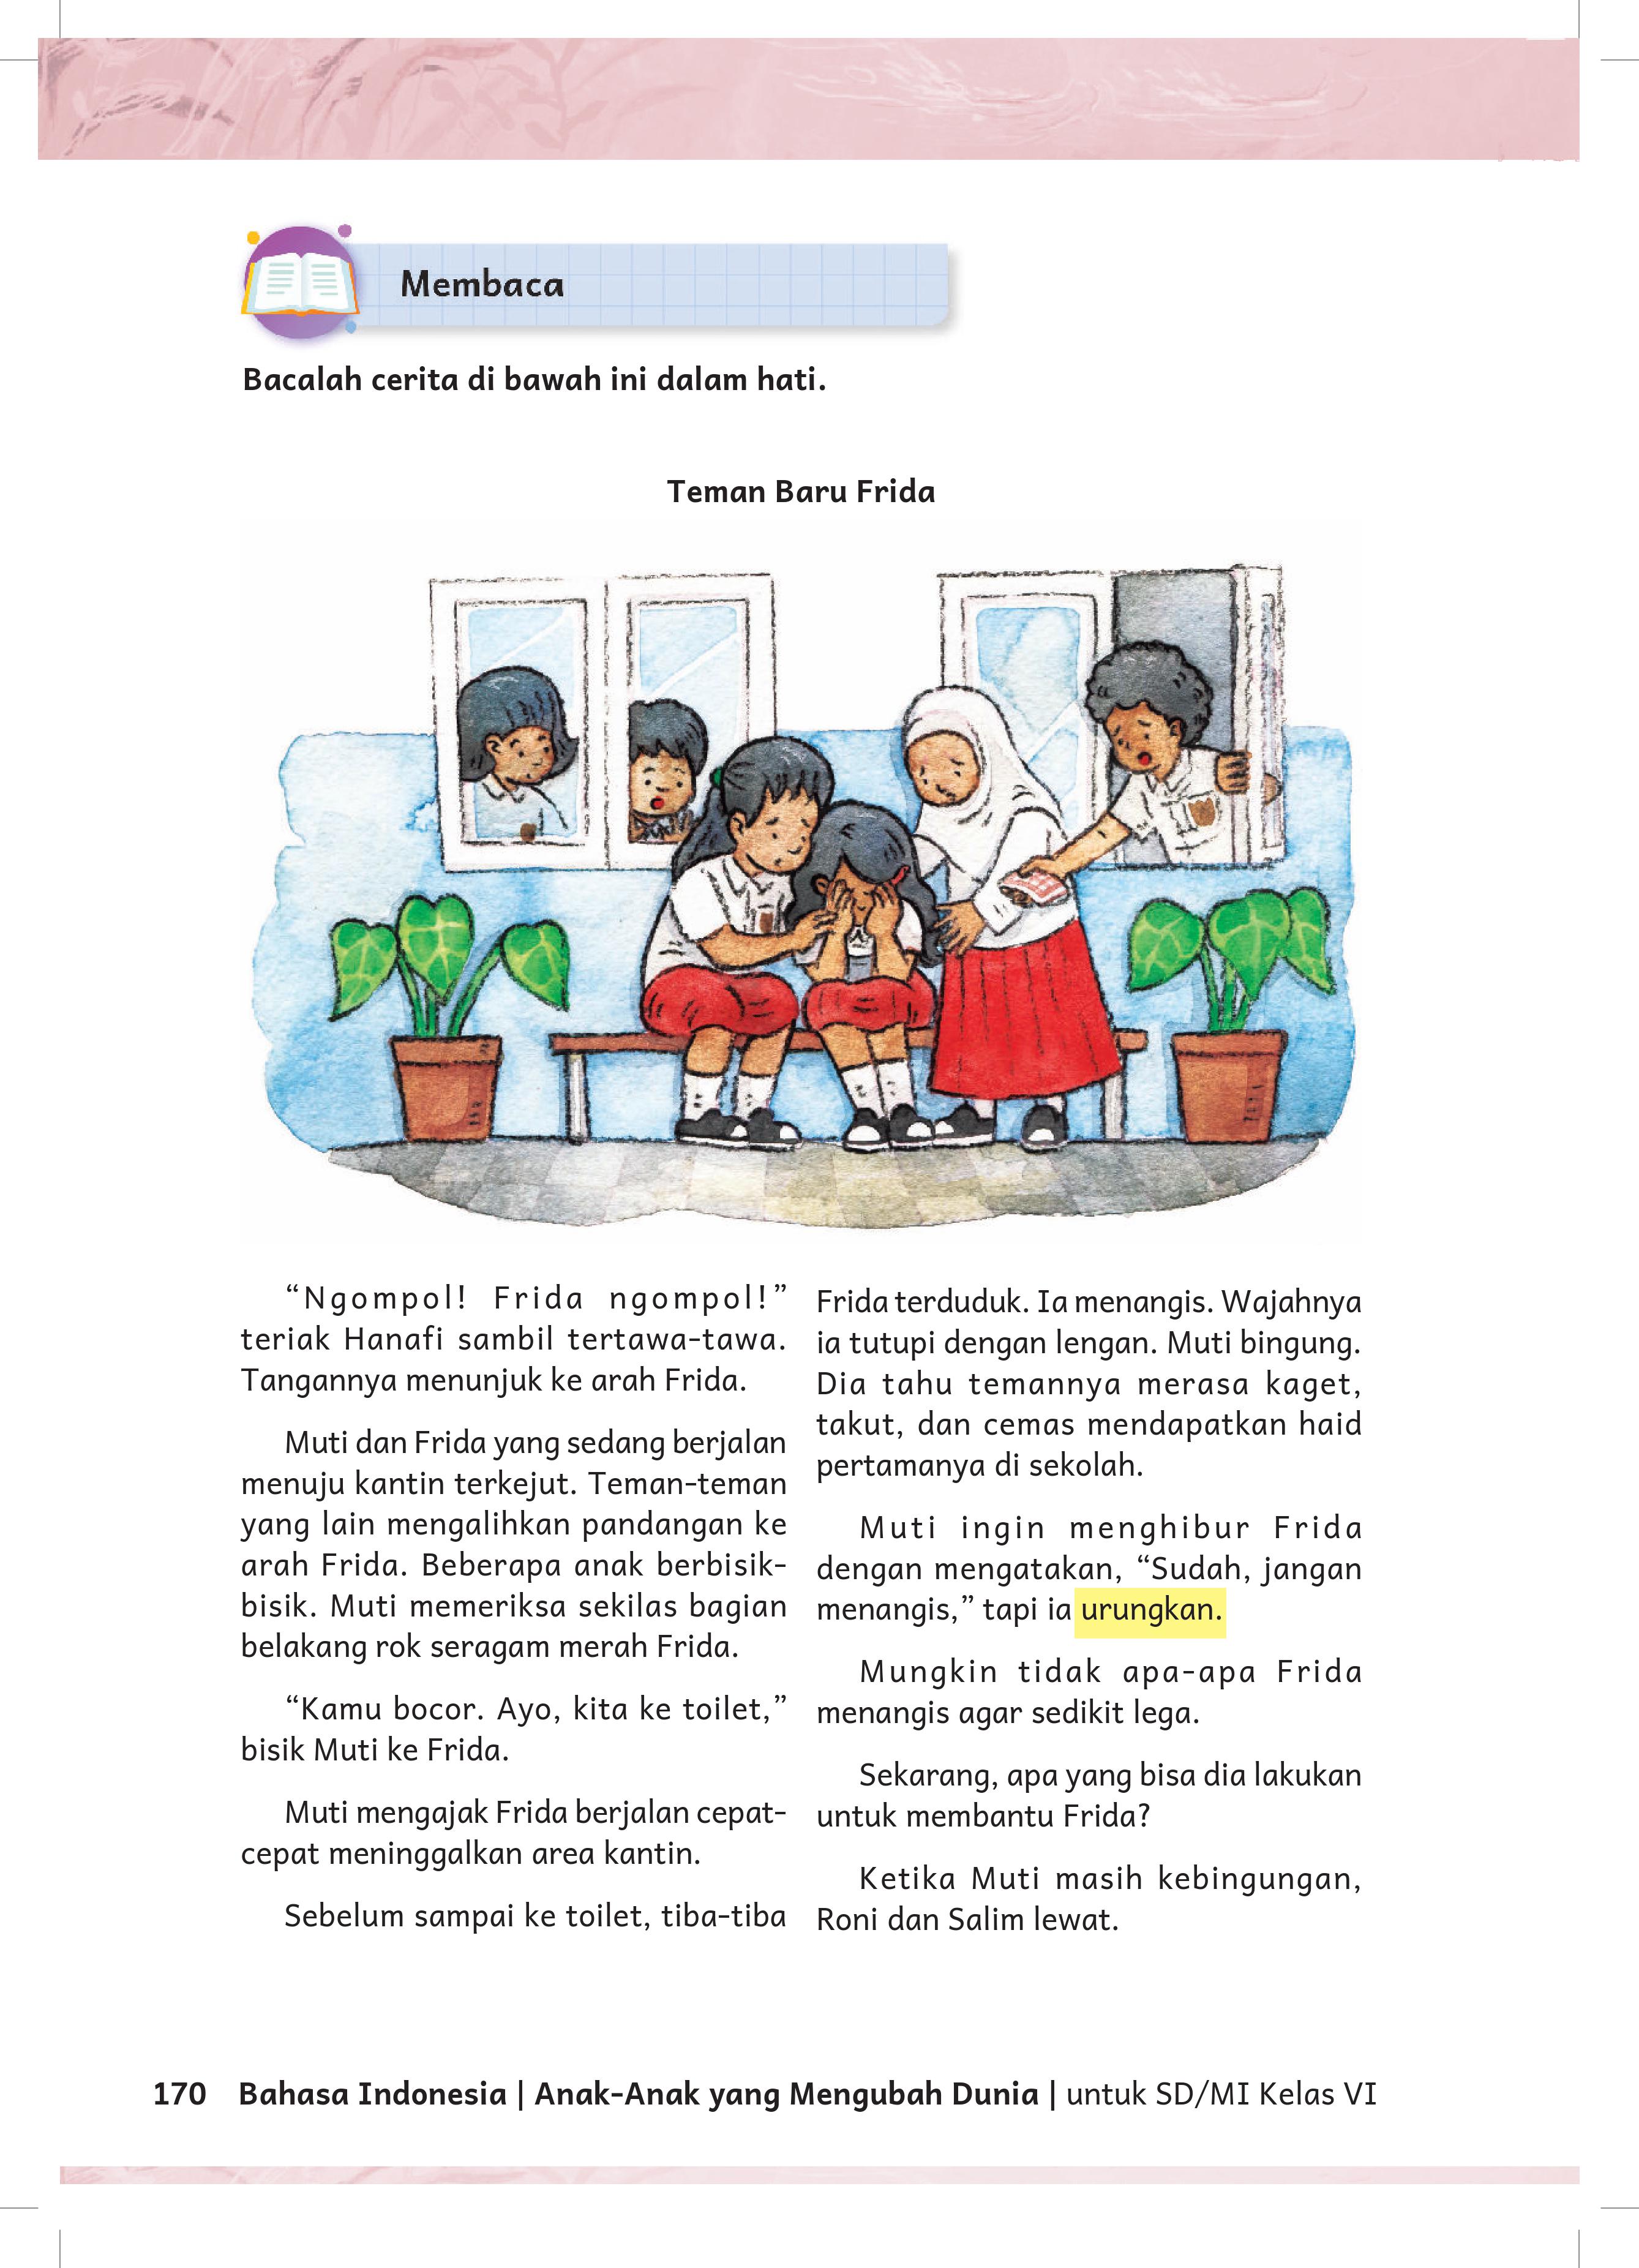 Membaca
Bacalah cerita di bawah ini dalam hati.
Teman Baru Frida
“Ngompol! Frida ngompol!”
teriak Hanafi sambil tertawa-tawa.
Tangannya menunjuk ke arah Frida.
Muti dan Frida yang sedang berjalan
menuju kantin terkejut. Teman-teman
yang lain mengalihkan pandangan ke
arah Frida. Beberapa anak berbisik-
bisik. Muti memeriksa sekilas bagian
belakang rok seragam merah Frida.
“Kamu bocor. Ayo, kita ke toilet,”
bisik Muti ke Frida.
Muti mengajak Frida berjalan cepat-
cepat meninggalkan area kantin.
Sebelum sampai ke toilet, tiba-tiba
Frida terduduk. Ia menangis. Wajahnya
ia tutupi dengan lengan. Muti bingung.
Dia tahu temannya merasa kaget,
takut, dan cemas mendapatkan haid
pertamanya di sekolah.
Muti ingin menghibur Frida
dengan mengatakan, “Sudah, jangan
menangis,” tapi ia urungkan.
Mungkin tidak apa-apa Frida
menangis agar sedikit lega.
Sekarang, apa yang bisa dia lakukan
untuk membantu Frida?
Ketika Muti masih kebingungan,
Roni dan Salim lewat.
170 Bahasa Indonesia | Anak-Anak yang Mengubah Dunia | untuk SD/MI Kelas VI